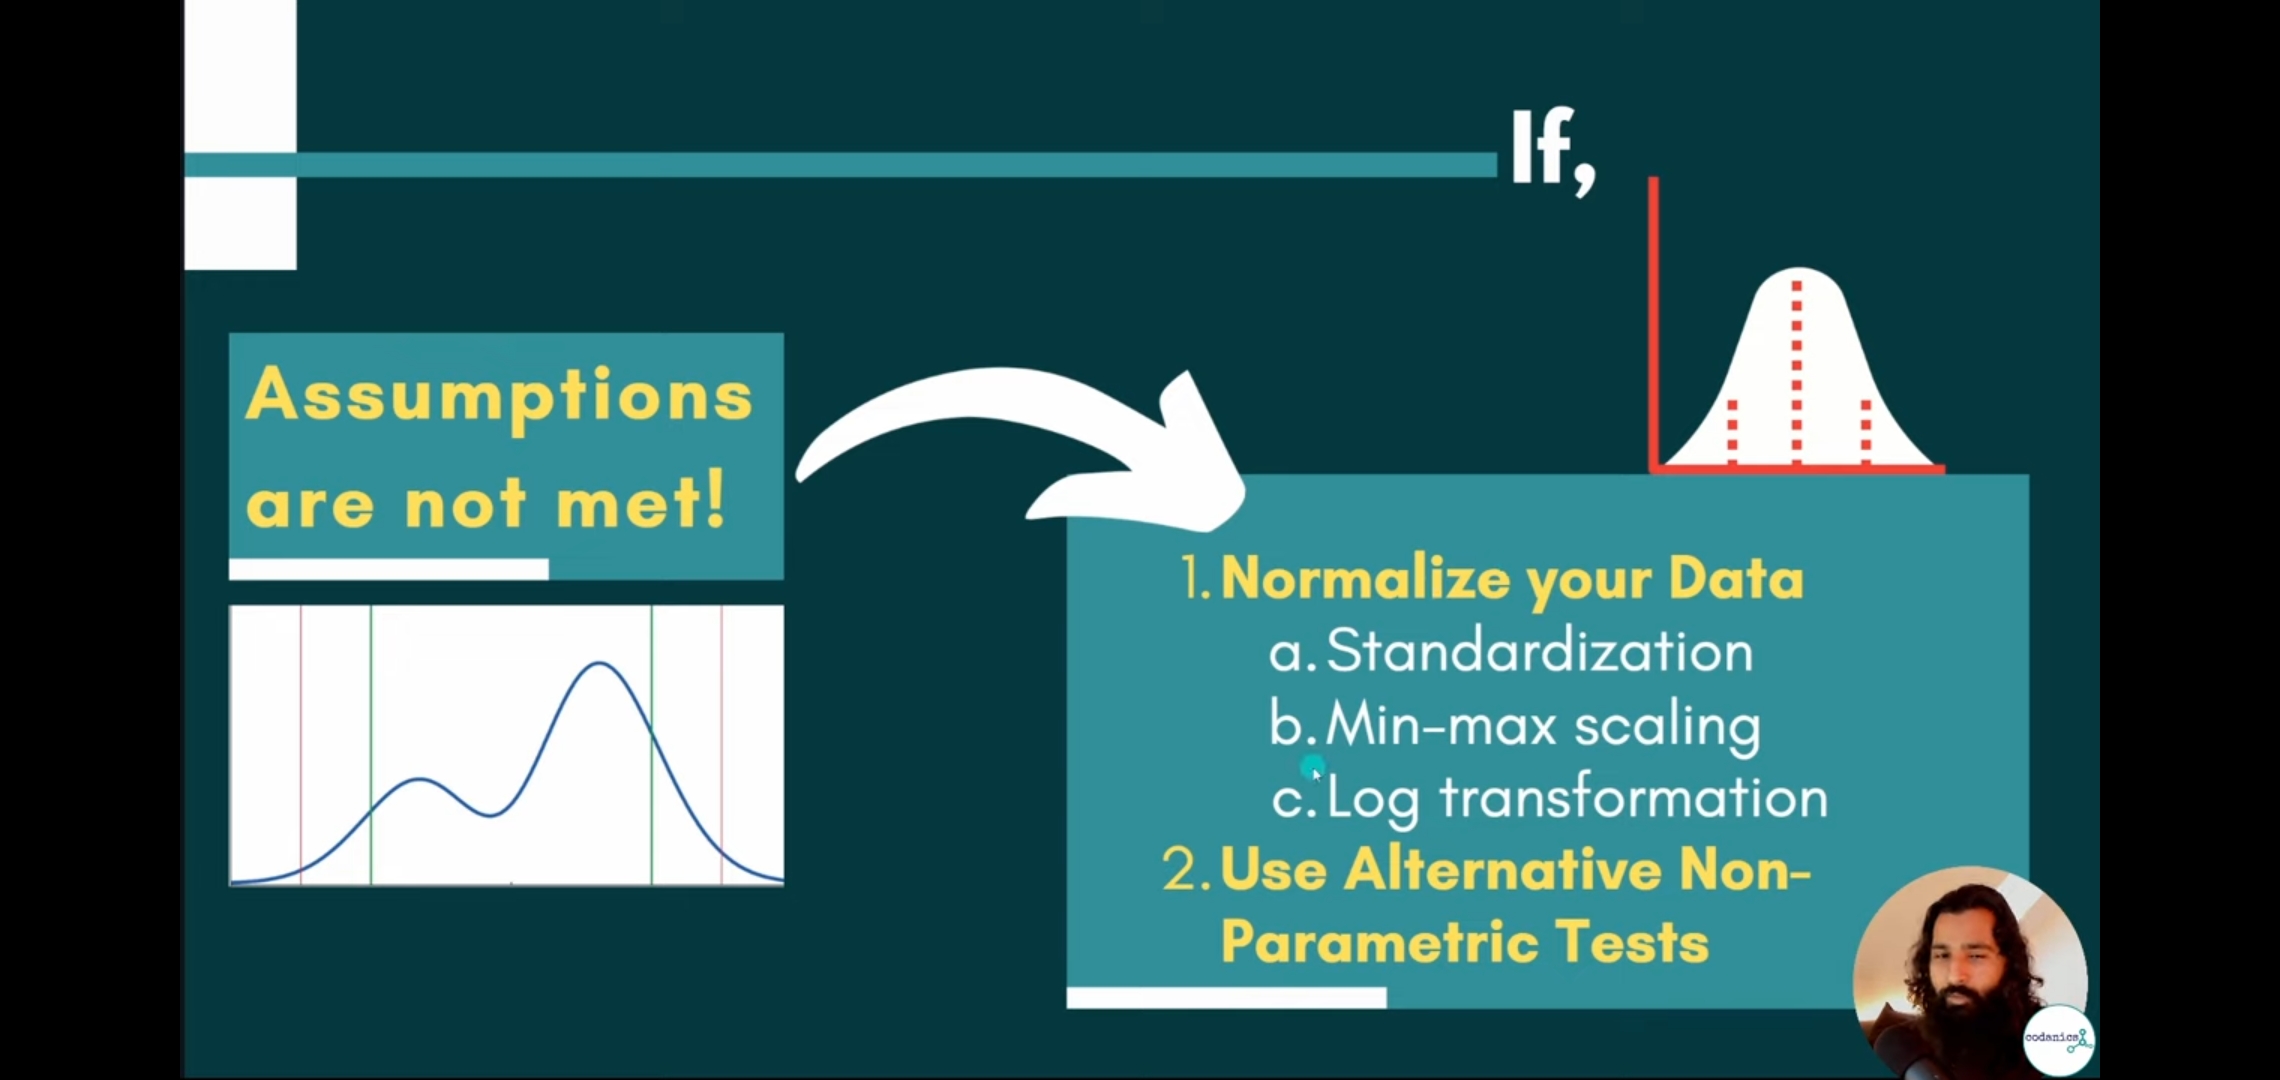 If,
Assumptions
are not met!
1. Normalize your Data
a. Standardization
b. Min-max scaling
c. Log transformation
2. Use Alternative Non-
Parametric Tests
codanics